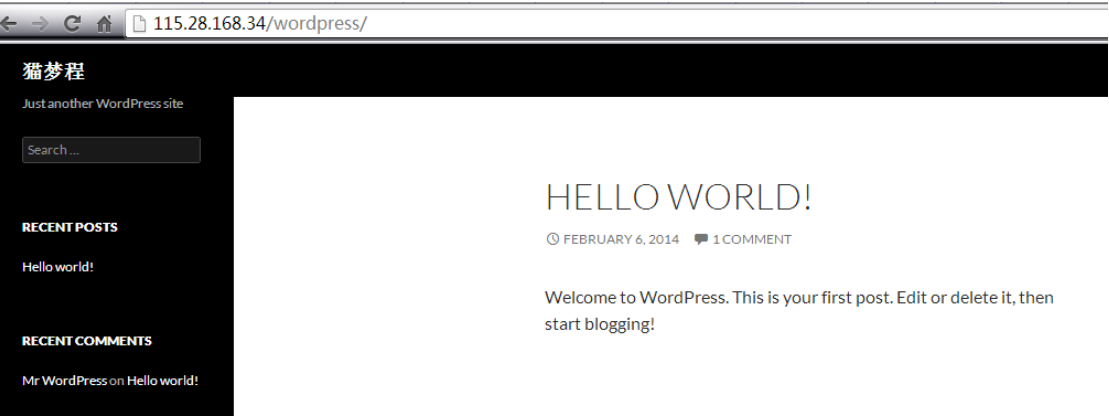 115.28.168.34/wordpress/
猫梦程
Just another WordPress site
Search ...
RECENT POSTS
Hello world!
RECENT COMMENTS
Mr WordPress on Hello world!
HELLO WORLD!
FEBRUARY 6, 2014 1 COMMENT
Welcome to WordPress. This is your first post. Edit or delete it, then
start blogging!